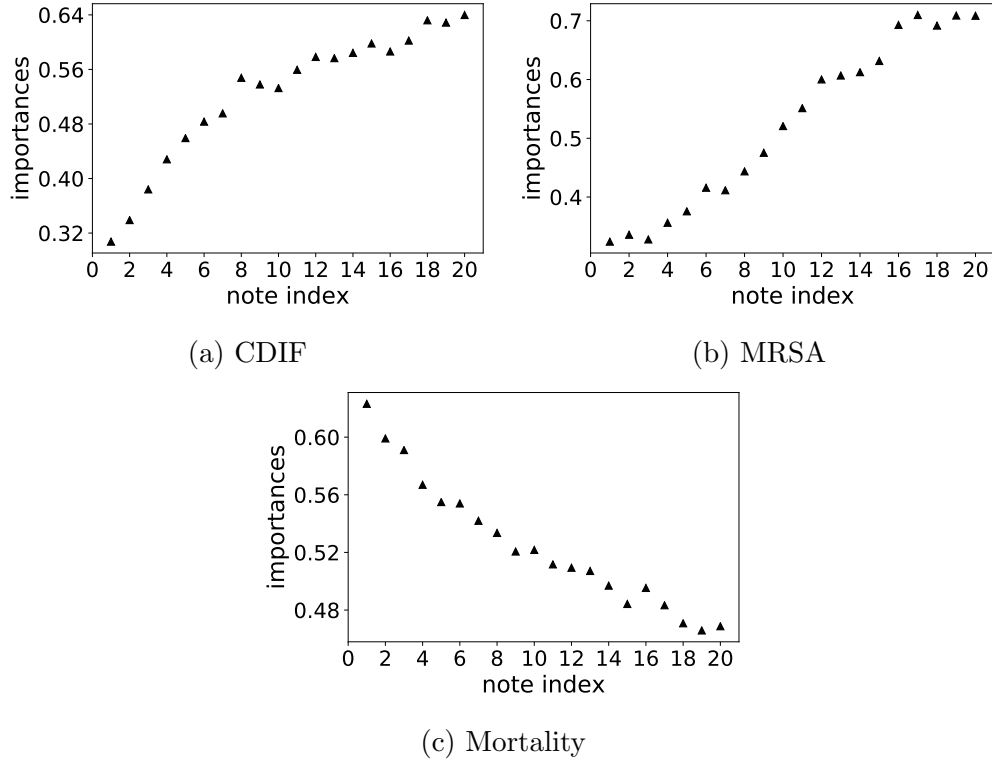 0.64
0.56
0.48
0.40
0.32
importances
0 2 4 6 8 10 12 14 16 18 20
note index
(a) CDIF
0.7
0.6
0.5
0.4
importances
0 2 4 6 8 10 12 14 16 18 20
note index
(b) MRSA
0.60
0.56
0.52
0.48
importances
0 2 4 6 8 10 12 14 16 18 20
note index
(c) Mortality